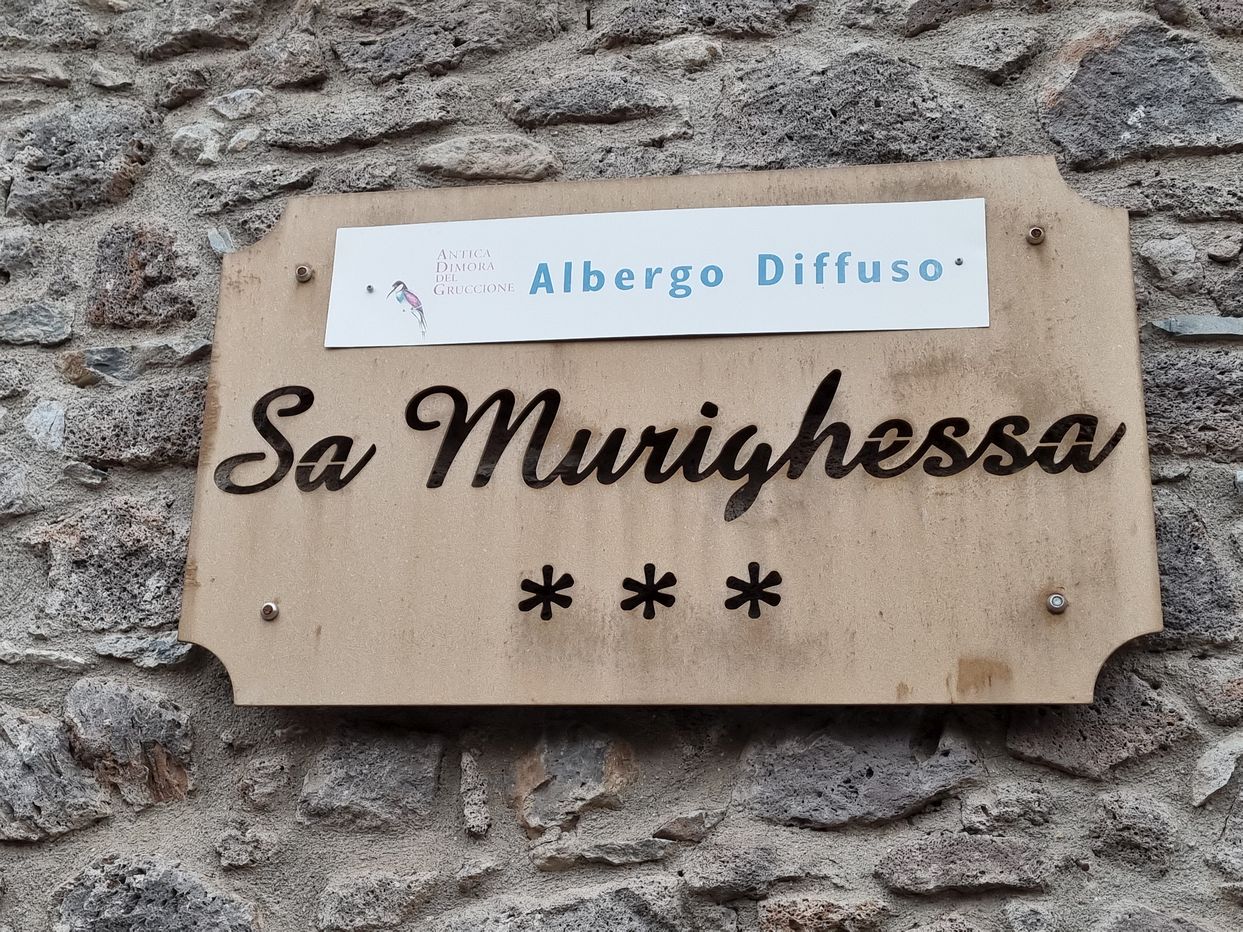 Antica
Dimora
del
Gruccione
Albergo Diffuso
Sa Murighessa
***